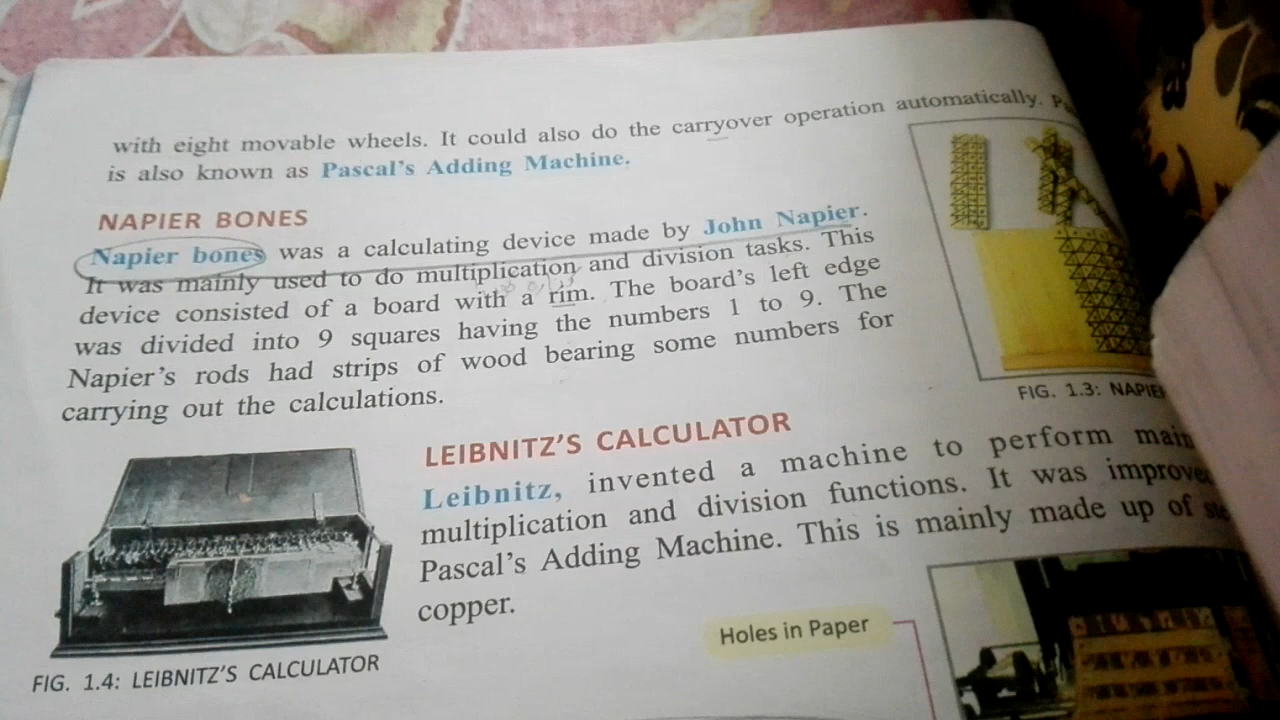 with eight movable wheels. It could also do the carryover operation automatically.
is also known as Pascal's Adding Machine.
NAPIER BONES
Napier bones was a calculating device made by John Napier.
It was mainly used to do multiplication and division tasks. This
device consisted of a board with a rim. The board's left edge
was divided into 9 squares having the numbers 1 to 9. The
Napier's rods had strips of wood bearing some numbers for
carrying out the calculations.
FIG. 1.3:
LEIBNITZ'S CALCULATOR
Leibnitz, invented a machine to perform
multiplication and division functions. It was
Pascal's Adding Machine. This is mainly made up of
copper.
FIG. 1.4: LEIBNITZ'S CALCULATOR
Holes in Paper